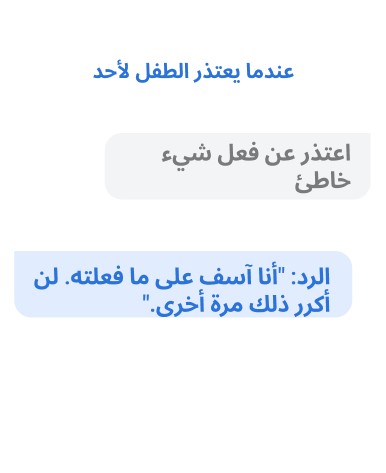 عندما يعتذر الطفل لأحد
اعتذر عن فعل شيء
خاطئ
الرد: "أنا آسف على ما فعلته. لن
أكرر ذلك مرة أخرى."